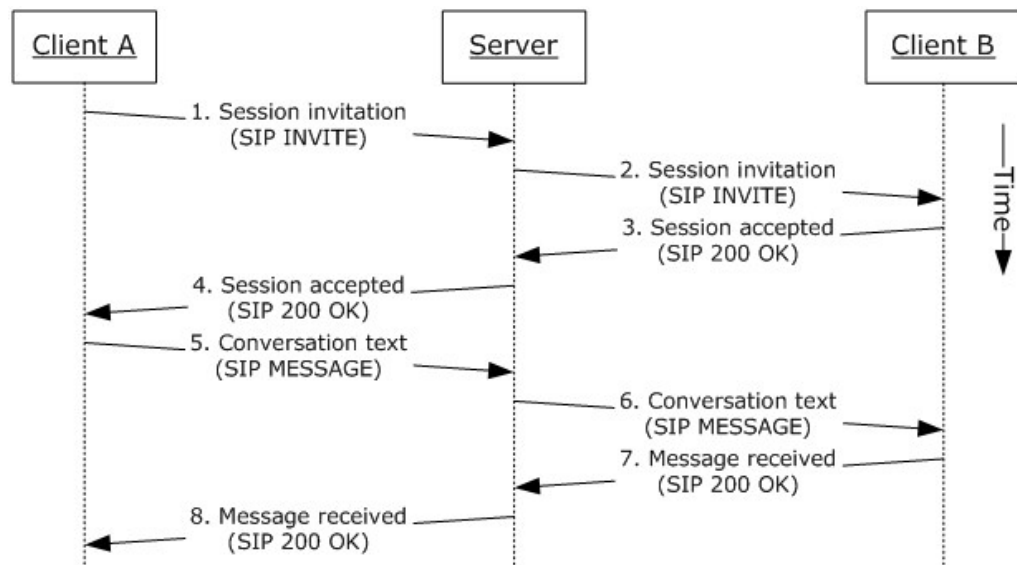 Client A
Server
Client B
1. Session invitation
(SIP INVITE)
2. Session invitation
(SIP INVITE)
Time
3. Session accepted
(SIP 200 OK)
4. Session accepted
(SIP 200 OK)
5. Conversation text
(SIP MESSAGE)
6. Conversation text
(SIP MESSAGE)
7. Message received
(SIP 200 OK)
8. Message received
(SIP 200 OK)